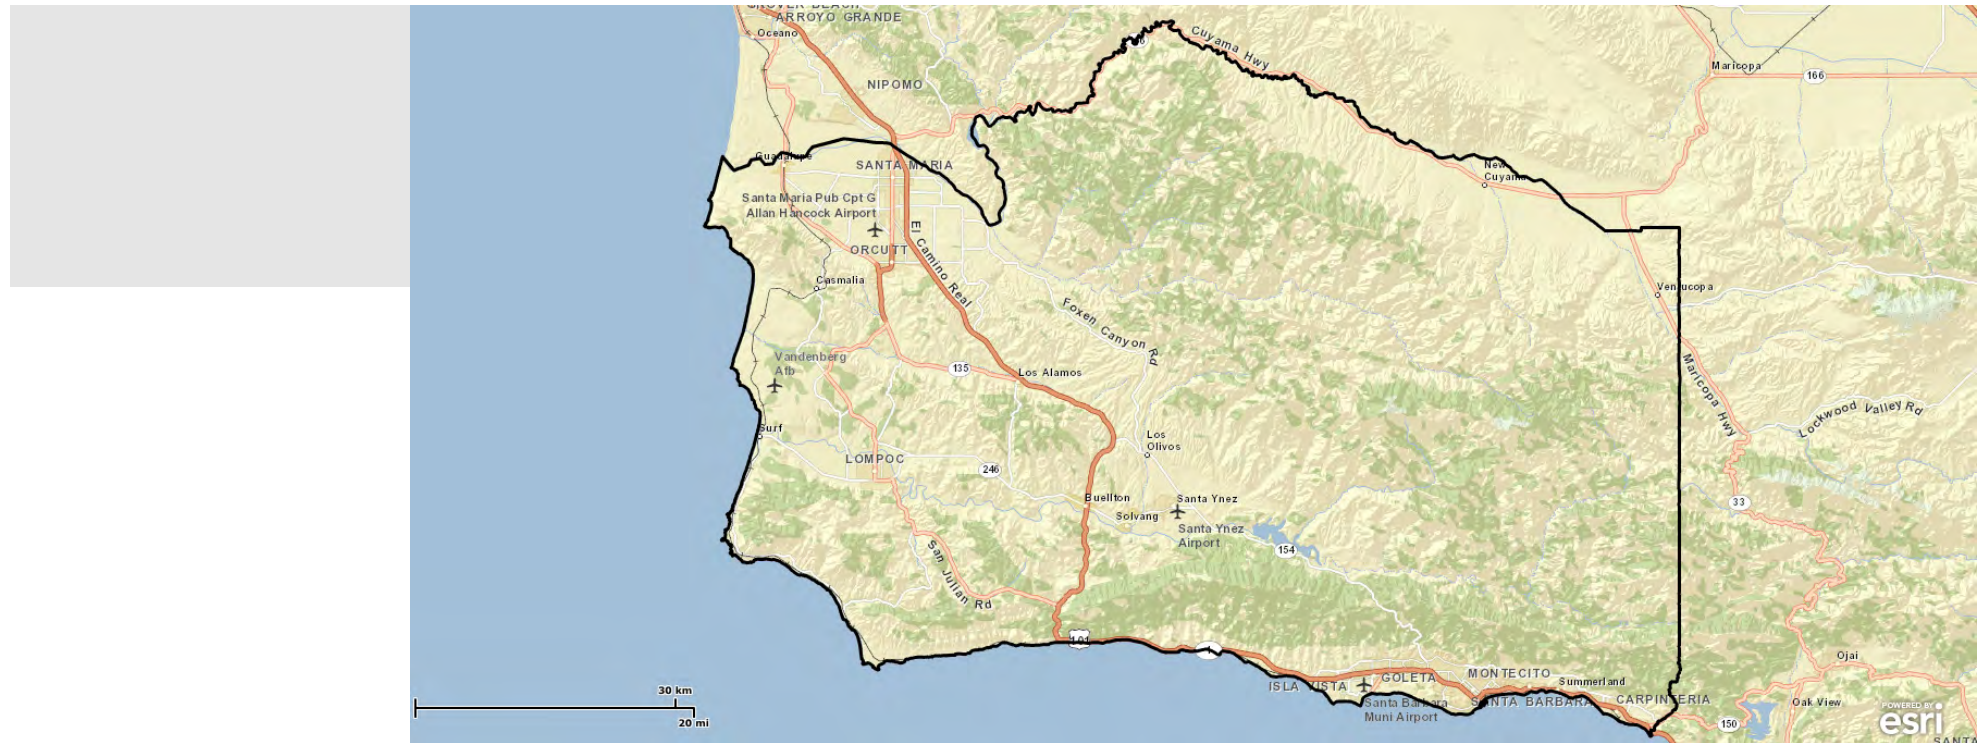 GROVER BEACH
ARROYO GRANDE
Oceano
Cuyama Hwy
Maricopa
166
NIPOMO
Guadalupe
SANTA MARIA
New
Cuyama
Santa Maria Pub Cpt G
Allan Hancock Airport
El Camino Real
ORCUTT
Casmalia
Ventucopa
Foxen Canyon Rd
Vandenberg
Afb
135
Los Alamos
Maricopa Hwy
Lockwood Valley Rd
Surf
Los
Olivos
LOMPOC
246
Buellton
Santa Ynez
33
Solvang
Santa Ynez
Airport
154
San Julian Rd
101
Ojai
MONTECITO
GOLETA
Summerland
ISLA VISTA
30 km
SANTA BARBARA
CARPINTERIA
Oak View
Santa Barbara
Muni Airport
20 mi
150
POWERED BY
esri